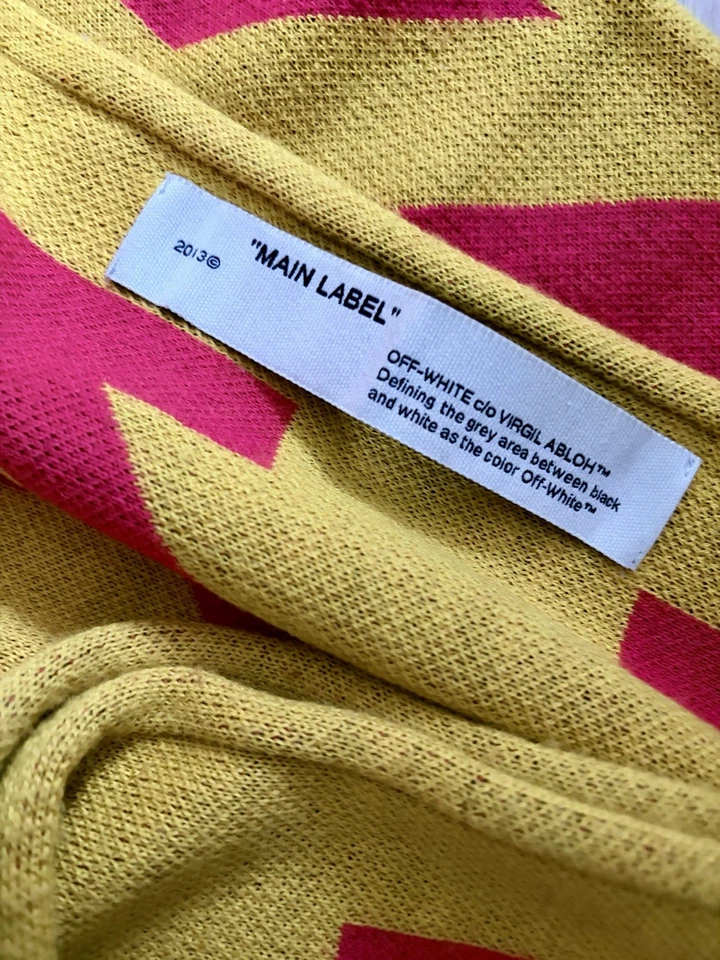 2013©
"MAIN LABEL"
OFF-WHITE c/o VIRGIL ABLOH™
Defining the grey area between black
and white as the color Off-White™